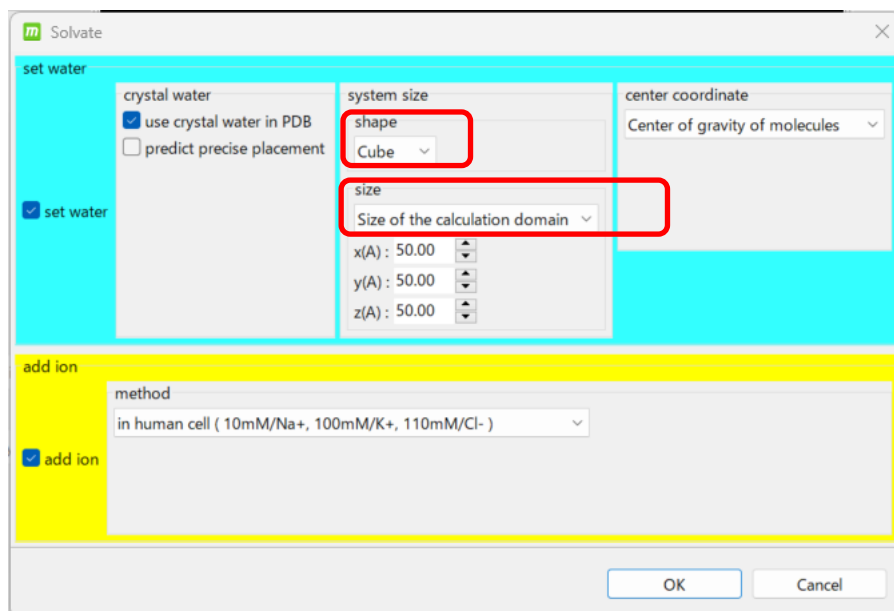 m Solvate
set water
crystal water
use crystal water in PDB
predict precise placement
set water
system size
shape
Cube
size
Size of the calculation domain
x(A) : 50.00
y(A) : 50.00
z(A) : 50.00
center coordinate
Center of gravity of molecules
add ion
method
in human cell ( 10mM/Na+, 100mM/K+, 110mM/Cl- )
add ion
OK
Cancel